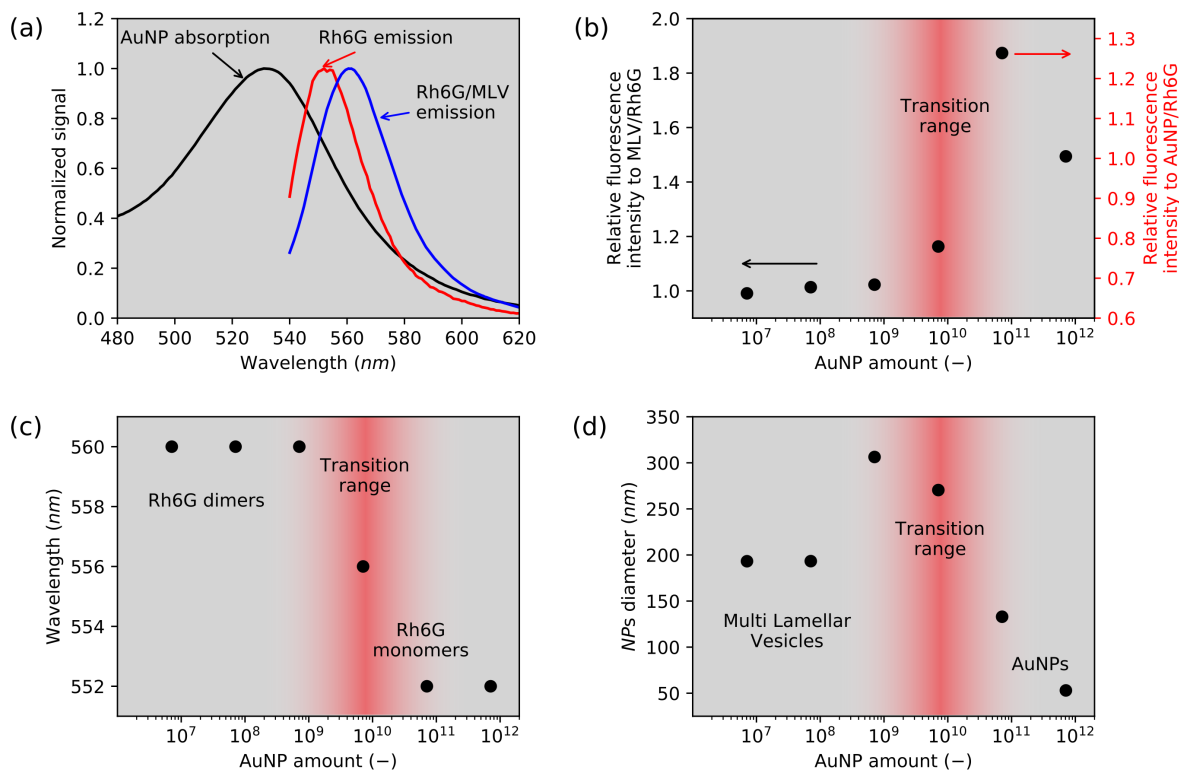 (a)
1.2
1.0
0.8
0.6
0.4
0.2
0.0
Normalized signal
AuNP absorption
Rh6G emission
Rh6G/MLV
emission
480
500
520
540
560
580
600
620
Wavelength (nm)
(b)
2.0
1.8
1.6
1.4
1.2
1.0
Relative fluorescence
intensity to MLV/Rh6G
Transition
range
1.3
1.2
1.1
1.0
0.9
0.8
0.7
0.6
Relative fluorescence
intensity to AuNP/Rh6G
10⁷
10⁸
10⁹
10¹⁰
10¹¹
10¹²
AuNP amount (−)
(c)
560
558
556
554
552
Wavelength (nm)
Rh6G dimers
Transition
range
Rh6G
monomers
10⁷
10⁸
10⁹
10¹⁰
10¹¹
10¹²
AuNP amount (−)
(d)
350
300
250
200
150
100
50
NPs diameter (nm)
Transition
range
Multi Lamellar
Vesicles
AuNPs
10⁷
10⁸
10⁹
10¹⁰
10¹¹
10¹²
AuNP amount (−)